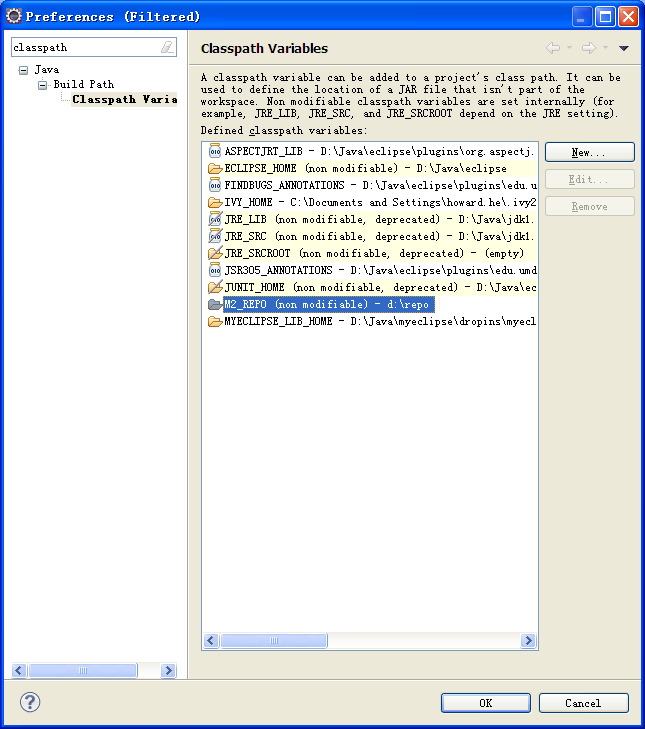 Preferences (Filtered)
classpath
Java
Build Path
Classpath Varia
Classpath Variables
A classpath variable can be added to a project's class path. It can be
used to define the location of a JAR file that isn't part of the
workspace. Non modifiable classpath variables are set internally (for
example, JRE_LIB, JRE_SRC, and JRE_SRCROOT depend on the JRE setting).
Defined classpath variables:
ASPECTJRT_LIB - D:\Java\eclipse\plugins\org.aspectj.
ECLIPSE_HOME (non modifiable) - D:\Java\eclipse
FINDBUGS_ANNOTATIONS - D:\Java\eclipse\plugins\edu.u
IVY_HOME - C:\Documents and Settings\howard.he\.ivy2
JRE_LIB (non modifiable, deprecated) - D:\Java\jdk1.
JRE_SRC (non modifiable, deprecated) - D:\Java\jdk1.
JRE_SRCROOT (non modifiable, deprecated) - (empty)
JSR305_ANNOTATIONS - D:\Java\eclipse\plugins\edu.umd
JUNIT_HOME (non modifiable, deprecated) - D:\Java\ec
M2_REPO (non modifiable) - d:\repo
MYECLIPSE_LIB_HOME - D:\Java\myeclipse\dropins\myecl
New...
Edit...
Remove
OK
Cancel